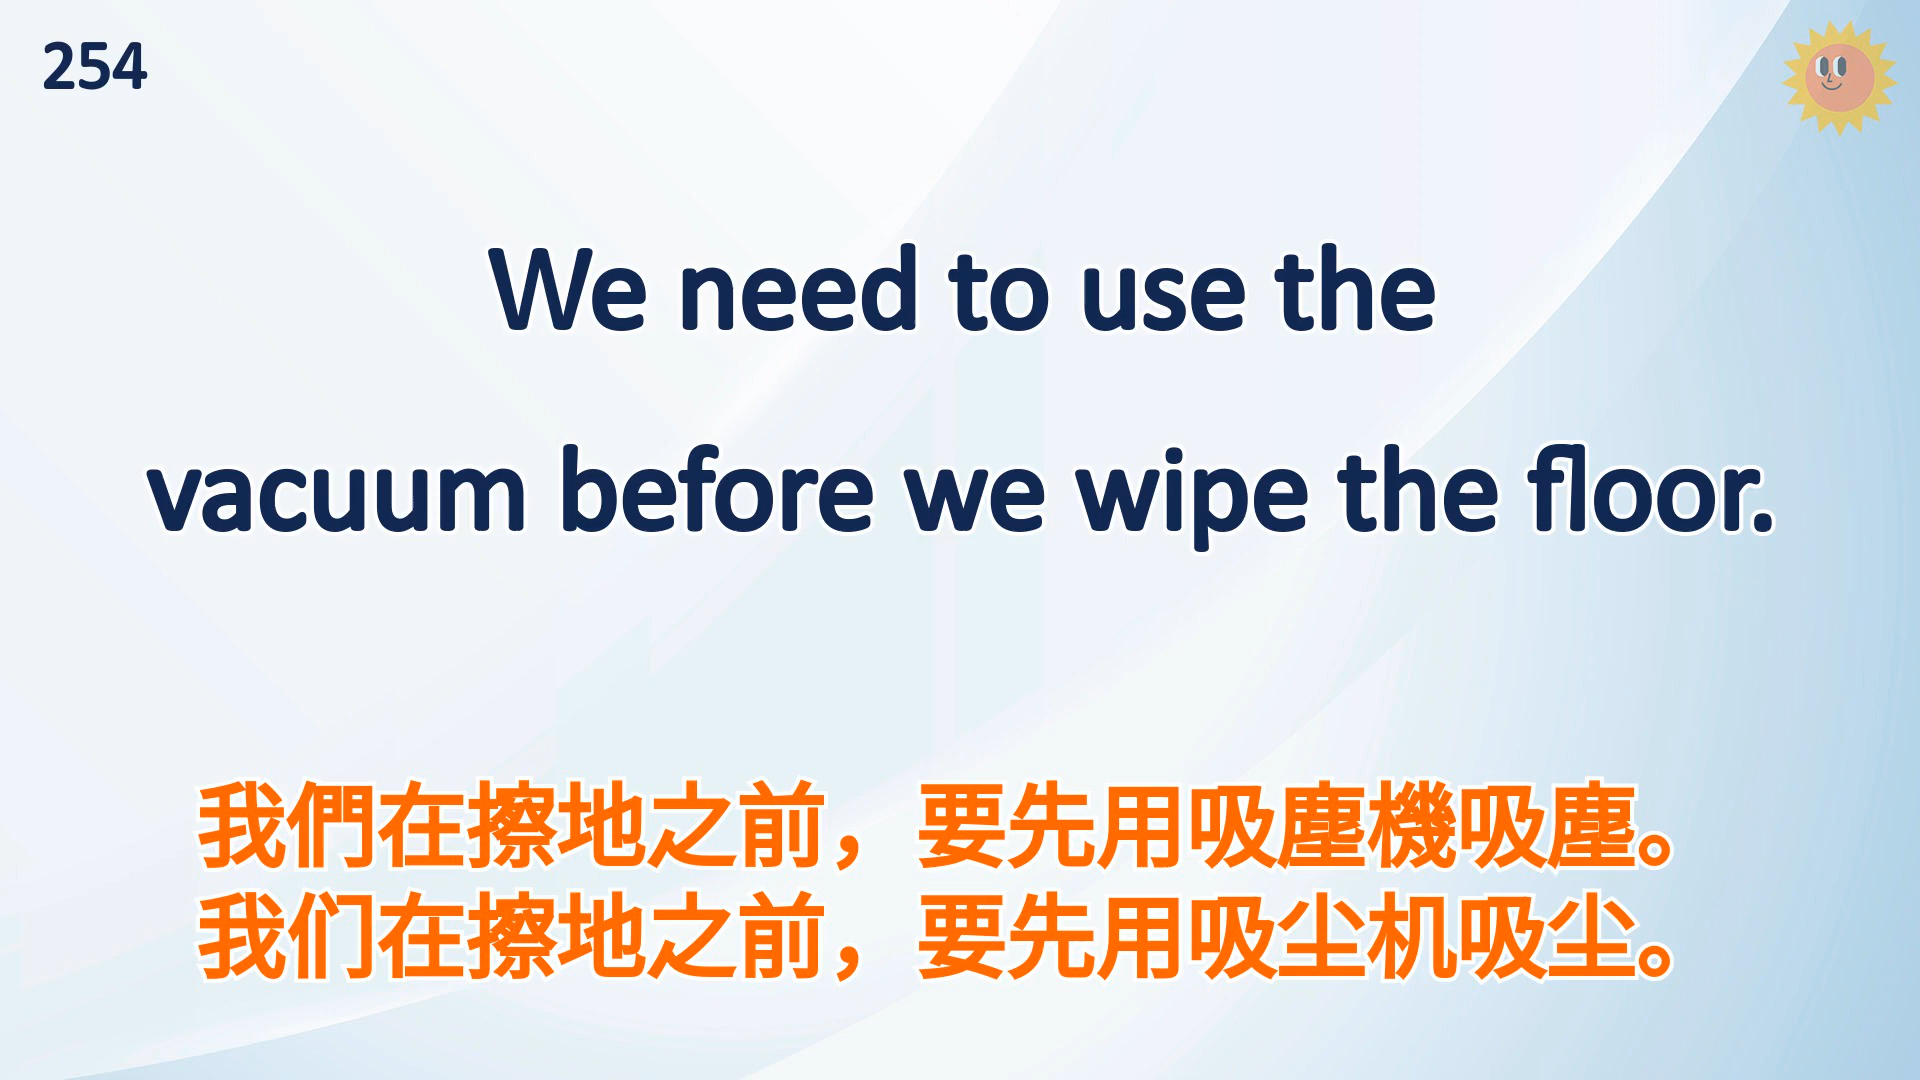 254
We need to use the
vacuum before we wipe the floor.
我們在擦地之前，要先用吸塵機吸塵。
我们在擦地之前，要先用吸尘机吸尘。